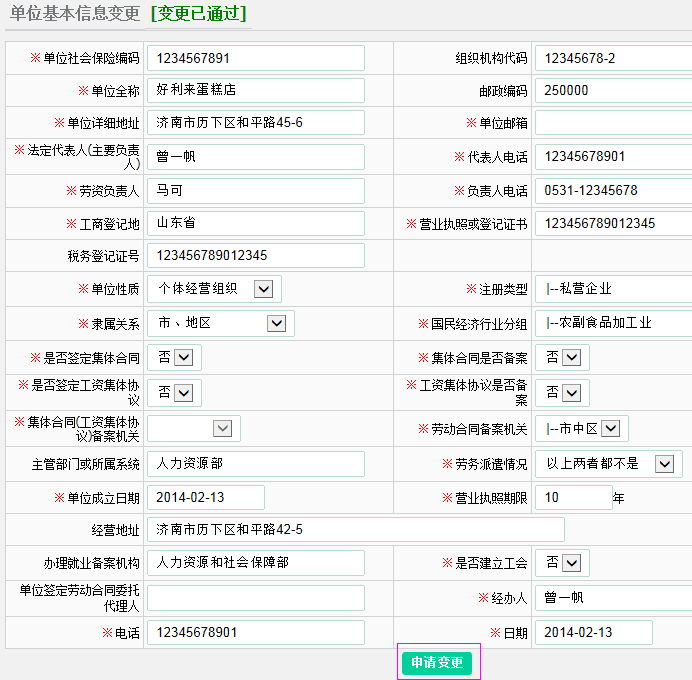 单位基本信息变更 [变更已通过]
※ 单位社会保险编码 1234567891 组织机构代码 12345678-2
※ 单位全称 好利来蛋糕店 邮政编码 250000
※ 单位详细地址 济南市历下区和平路45-6 ※ 单位邮箱
※ 法定代表人(主要负责
人) 曾一帆 ※ 代表人电话 12345678901
※ 劳资负责人 马可 ※ 负责人电话 0531-12345678
※ 工商登记地 山东省 ※ 营业执照或登记证书 123456789012345
税务登记证号 123456789012345
※ 单位性质 个体经营组织 ※ 注册类型 |--私营企业
※ 隶属关系 市、地区 ※ 国民经济行业分组 |--农副食品加工业
※ 是否签定集体合同 否 ※ 集体合同是否备案 否
※ 是否签定工资集体协
议 否 ※ 工资集体协议是否备
案 否
※ 集体合同(工资集体协
议)备案机关 ※ 劳动合同备案机关 |--市中区
主管部门或所属系统 人力资源部 ※ 劳务派遣情况 以上两者都不是
※ 单位成立日期 2014-02-13 ※ 营业执照期限 10 年
经营地址 济南市历下区和平路42-5
办理就业备案机构 人力资源和社会保障部 ※ 是否建立工会 否
单位签定劳动合同委托
代理人 ※ 经办人 曾一帆
※ 电话 12345678901 ※ 日期 2014-02-13
申请变更